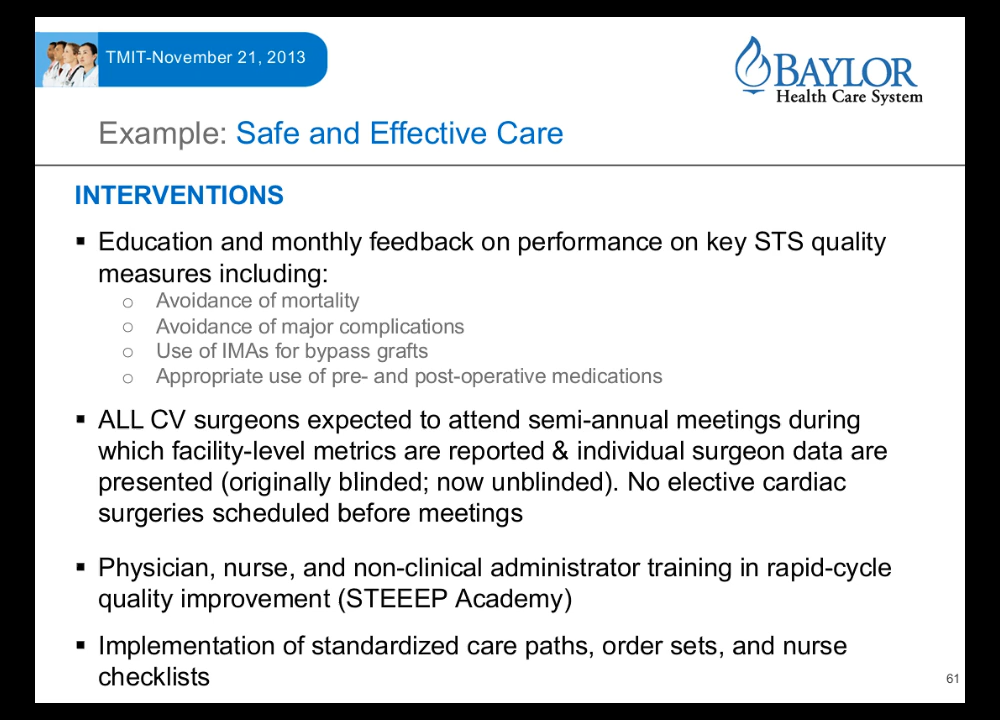 TMIT-November 21, 2013
BAYLOR
Health Care System
Example: Safe and Effective Care
INTERVENTIONS
▪ Education and monthly feedback on performance on key STS quality
measures including:
○ Avoidance of mortality
○ Avoidance of major complications
○ Use of IMAs for bypass grafts
○ Appropriate use of pre- and post-operative medications
▪ ALL CV surgeons expected to attend semi-annual meetings during
which facility-level metrics are reported & individual surgeon data are
presented (originally blinded; now unblinded). No elective cardiac
surgeries scheduled before meetings
▪ Physician, nurse, and non-clinical administrator training in rapid-cycle
quality improvement (STEEEP Academy)
▪ Implementation of standardized care paths, order sets, and nurse
checklists
61